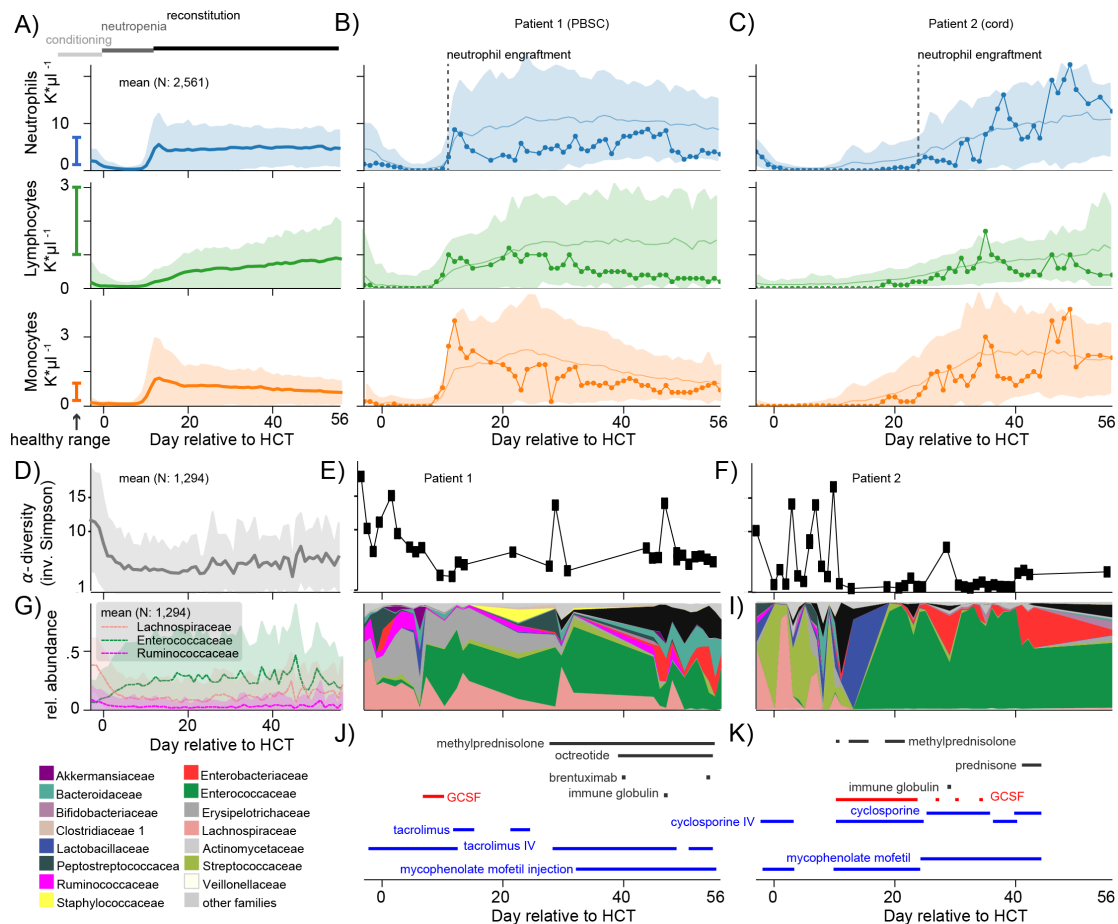 A)
conditioning
neutropenia
reconstitution
B)
Patient 1 (PBSC)
C)
Patient 2 (cord)
Neutrophils
K*µl -1
10
0
mean (N: 2,561)
neutrophil engraftment
neutrophil engraftment
Lymphocytes
K*µl -1
3
0
Monocytes
K*µl -1
3
0
healthy range
0 20 40 56
Day relative to HCT
0 20 40 56
Day relative to HCT
0 20 40 56
Day relative to HCT
D)
mean (N: 1,294)
E)
Patient 1
F)
Patient 2
α-diversity
(inv. Simpson)
15
10
1
G)
mean (N: 1,294)
Lachnospiraceae
Enterococcaceae
Ruminococcaceae
rel. abundance
.5
0
0 20 40
Day relative to HCT
H)
I)
J)
methylprednisolone
octreotide
brentuximab
immune globulin
GCSF
tacrolimus
tacrolimus IV
mycophenolate mofetil injection
0 20 40 56
Day relative to HCT
K)
methylprednisolone
prednisone
immune globulin
GCSF
cyclosporine
cyclosporine IV
mycophenolate mofetil
0 20 40 56
Day relative to HCT
Akkermansiaceae
Bacteroidaceae
Bifidobacteriaceae
Clostridiaceae 1
Lactobacillaceae
Peptostreptococcacea
Ruminococcaceae
Staphylococcaceae
Enterobacteriaceae
Enterococcaceae
Erysipelotrichaceae
Lachnospiraceae
Actinomycetaceae
Streptococcaceae
Veillonellaceae
other families